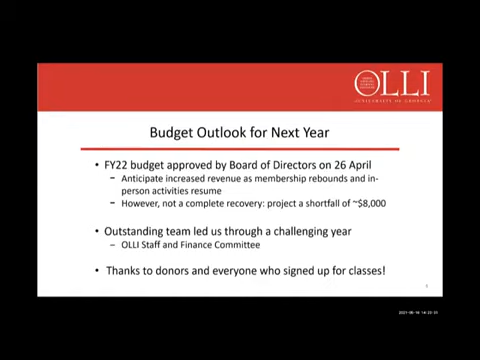 OLLI
UNIVERSITY OF GEORGIA
Budget Outlook for Next Year
• FY22 budget approved by Board of Directors on 26 April
– Anticipate increased revenue as membership rebounds and in-
person activities resume
– However, not a complete recovery: project a shortfall of ~$8,000
• Outstanding team led us through a challenging year
– OLLI Staff and Finance Committee
• Thanks to donors and everyone who signed up for classes!